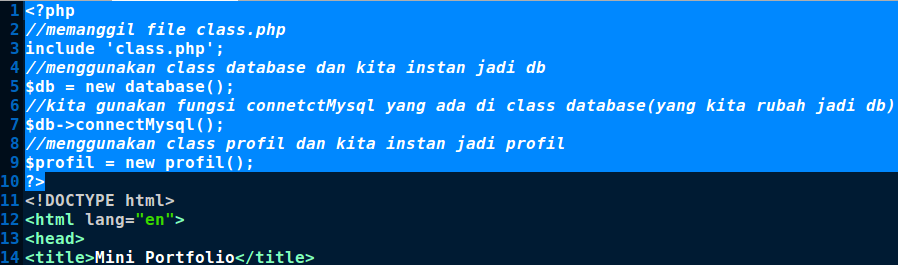 1 <?php
2 //memanggil file class.php
3 include 'class.php';
4 //menggunakan class database dan kita instan jadi db
5 $db = new database();
6 //kita gunakan fungsi connetctMysql yang ada di class database(yang kita rubah jadi db)
7 $db->connectMysql();
8 //menggunakan class profil dan kita instan jadi profil
9 $profil = new profil();
10 ?>
11 <!DOCTYPE html>
12 <html lang="en">
13 <head>
14 <title>Mini Portfolio</title>